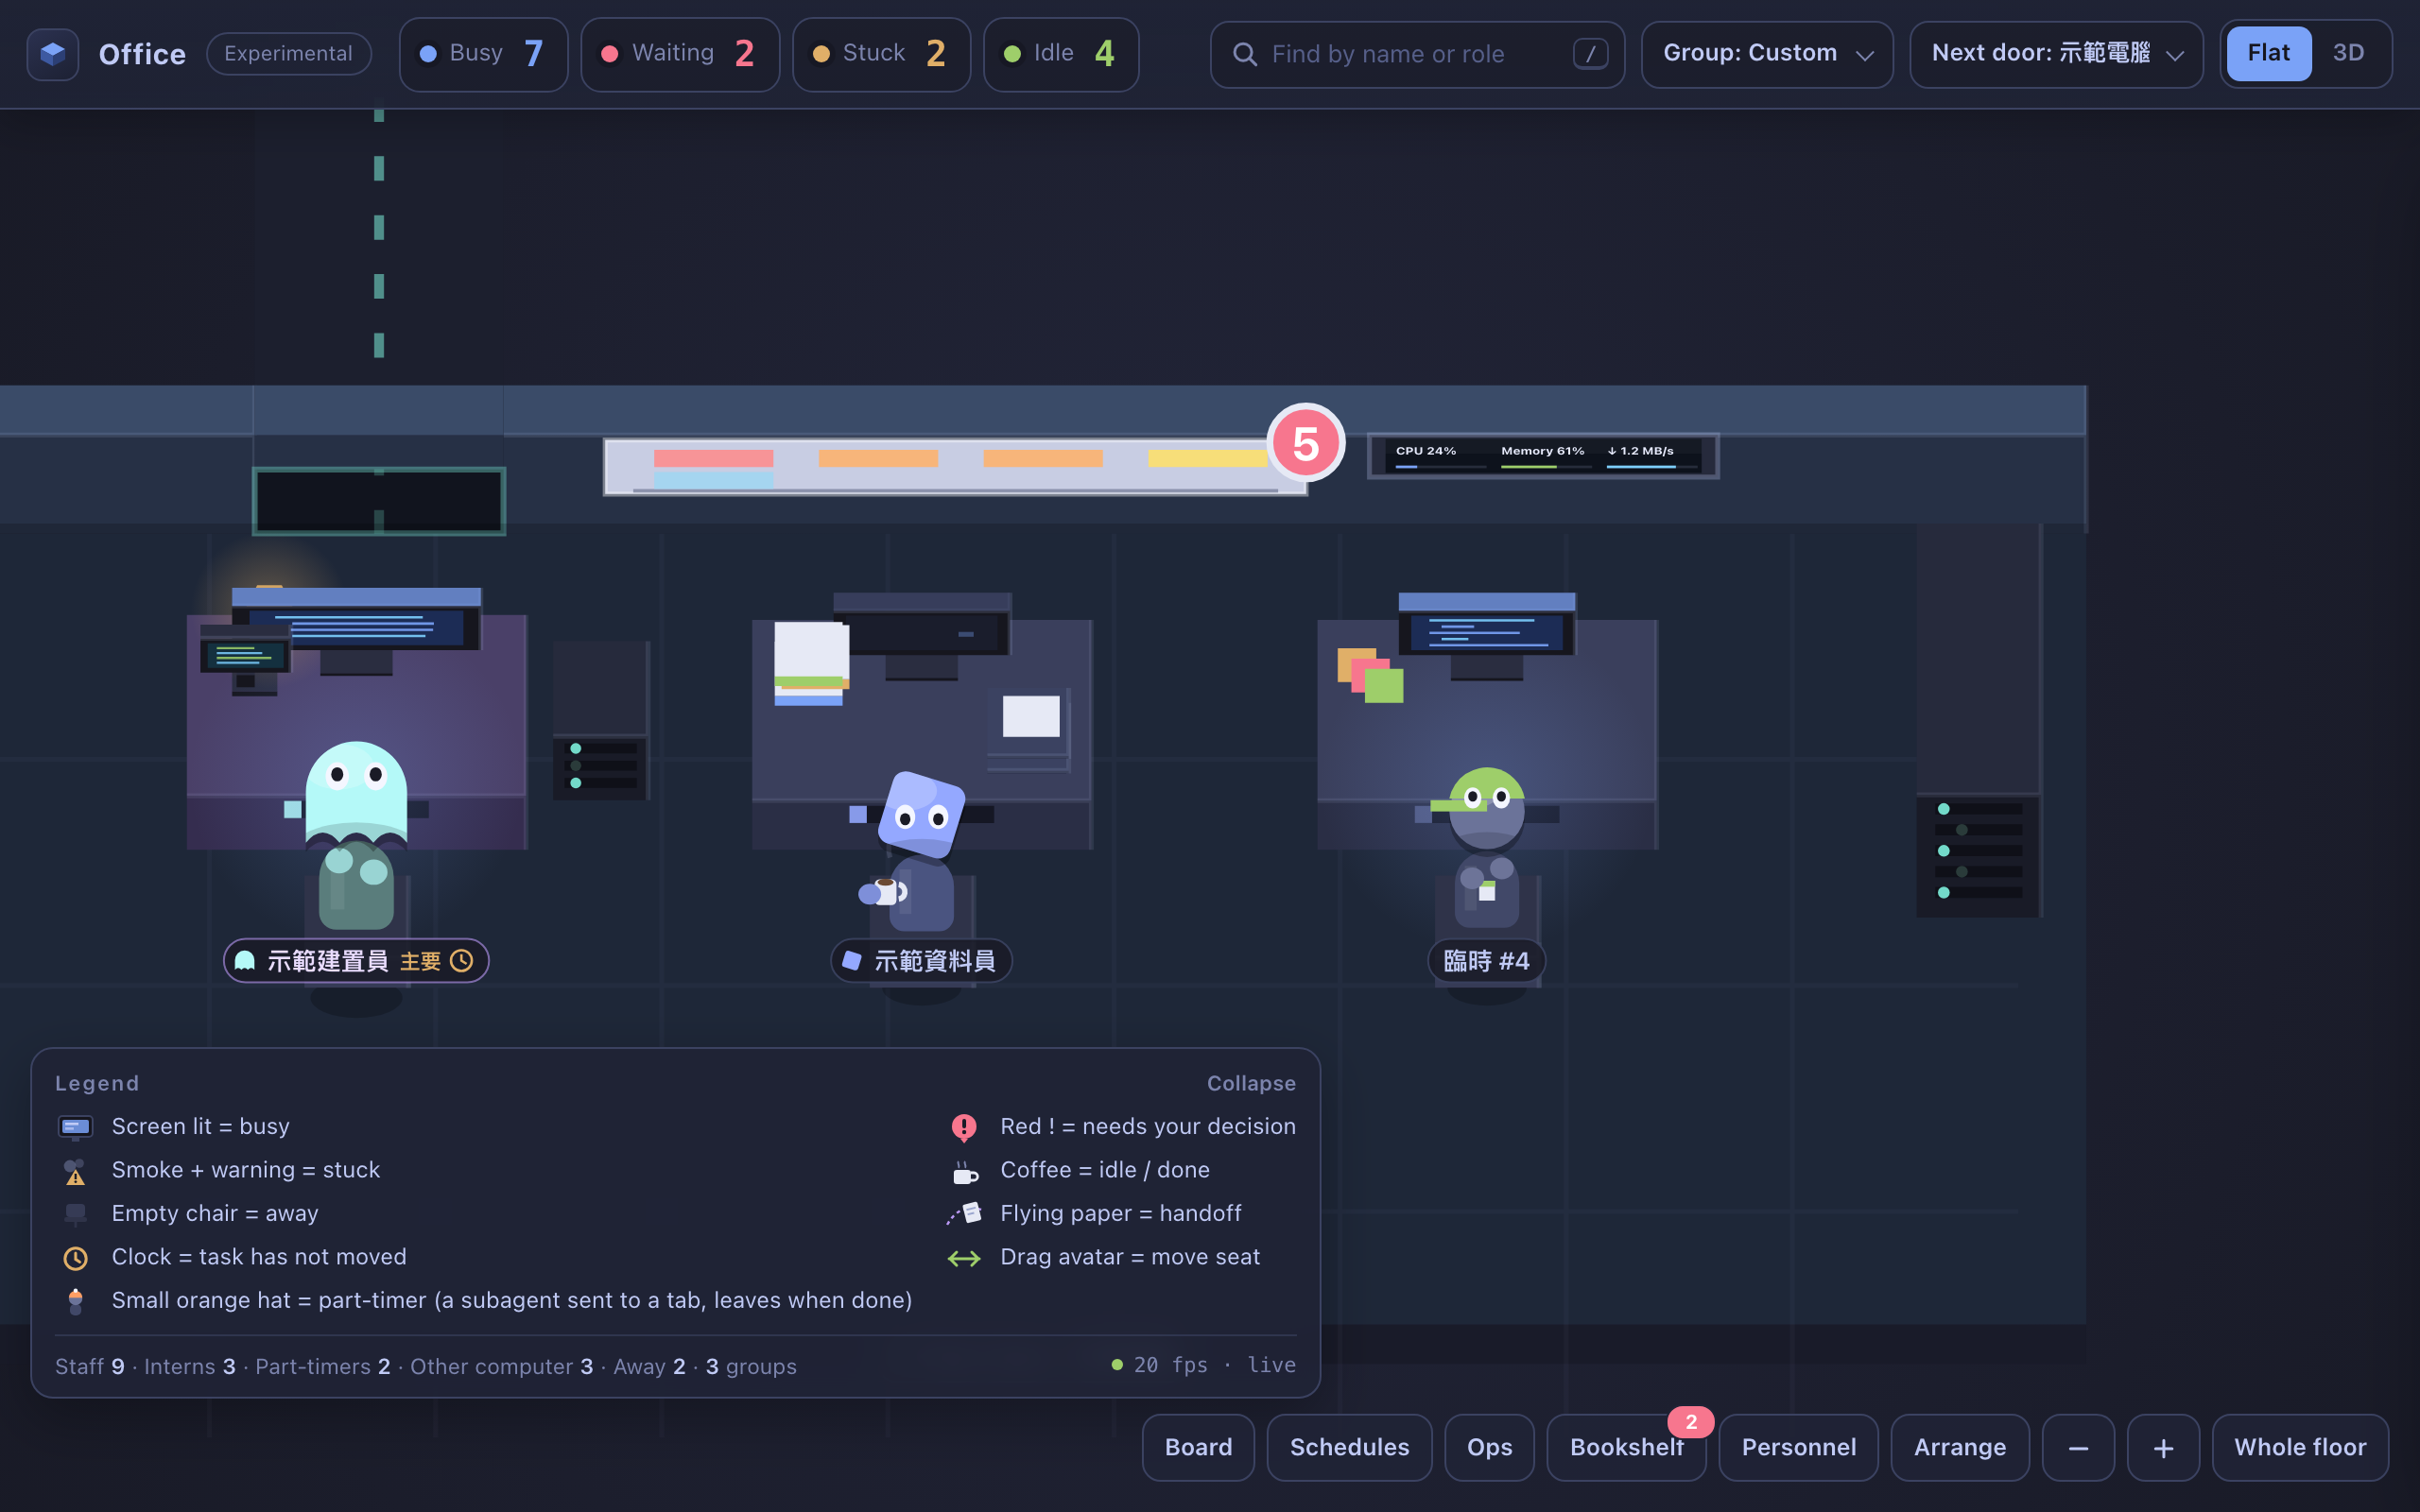 Office Experimental Busy 7 Waiting 2 Stuck 2 Idle 4 Find by name or role / Group: Custom Next door: 示範電腦 Flat 3D
5
CPU 24% Memory 61% ↓ 1.2 MB/s
示範建置員 主要
示範資料員
臨時 #4
Legend Collapse
Screen lit = busy
Red ! = needs your decision
Smoke + warning = stuck
Coffee = idle / done
Empty chair = away
Flying paper = handoff
Clock = task has not moved
Drag avatar = move seat
Small orange hat = part-timer (a subagent sent to a tab, leaves when done)
Staff 9 · Interns 3 · Part-timers 2 · Other computer 3 · Away 2 · 3 groups
20 fps · live
Board Schedules Ops Bookshelf 2 Personnel Arrange − + Whole floor